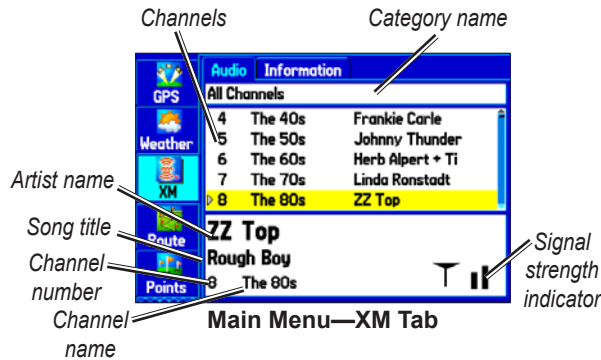 Channels
Category name
Audio Information
All Channels
4 The 40s Frankie Carle
5 The 50s Johnny Thunder
6 The 60s Herb Alpert + Ti
7 The 70s Linda Ronstadt
8 The 80s ZZ Top
GPS
Weather
XM
Route
Points
ZZ Top
Rough Boy
8 The 80s
Artist name
Song title
Channel
number
Channel
name
Signal
strength
indicator
Main Menu—XM Tab